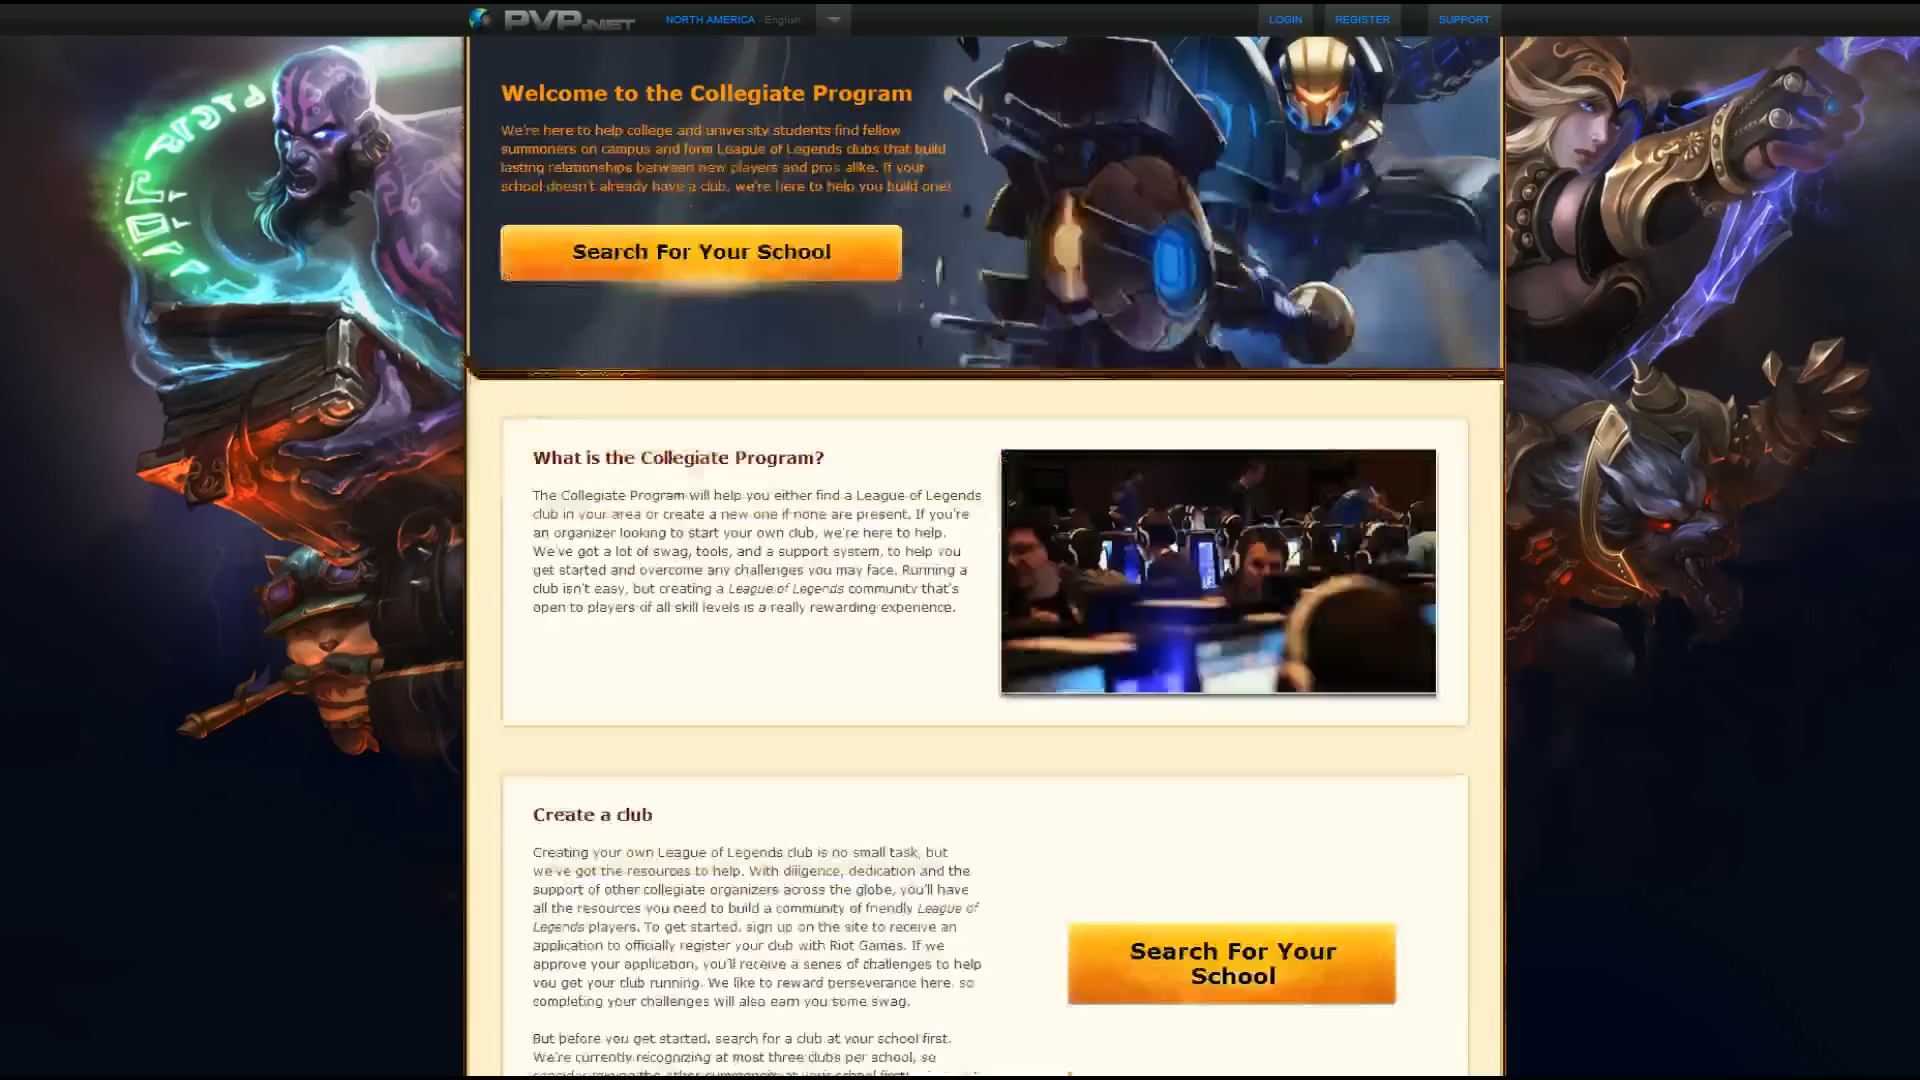 PVP.NET NORTH AMERICA - English LOGIN REGISTER SUPPORT
Welcome to the Collegiate Program
We're here to help college and university students find fellow
summoners on campus and form League of Legends clubs that build
lasting relationships between new players and pros alike. If your
school doesn't already have a club, we're here to help you build one!
Search For Your School
What is the Collegiate Program?
The Collegiate Program will help you either find a League of Legends
club in your area or create a new one if none are present. If you're
an organizer looking to start your own club, we're here to help.
We've got a lot of swag, tools, and a support system, to help you
get started and overcome any challenges you may face. Running a
club isn't easy, but creating a League of Legends community that's
open to players of all skill levels is a really rewarding experience.
Create a club
Creating your own League of Legends club is no small task, but
we've got the resources to help. With diligence, dedication and the
support of other collegiate organizers across the globe, you'll have
all the resources you need to build a community of friendly League of
Legends players. To get started, sign up on the site to receive an
application to officially register your club with Riot Games. If we
approve your application, you'll receive a series of challenges to help
you get your club running. We like to reward perseverance here, so
completing your challenges will also earn you some swag.
Search For Your
School
But before you get started, search for a club at your school first.
We're currently recognizing at most three clubs per school, so